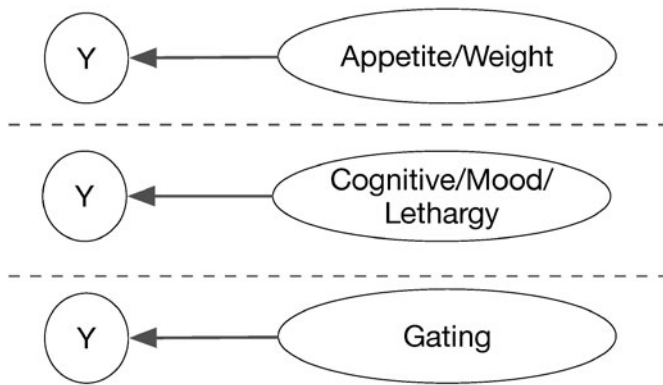 Y
Appetite/Weight
Y
Cognitive/Mood/
Lethargy
Y
Gating